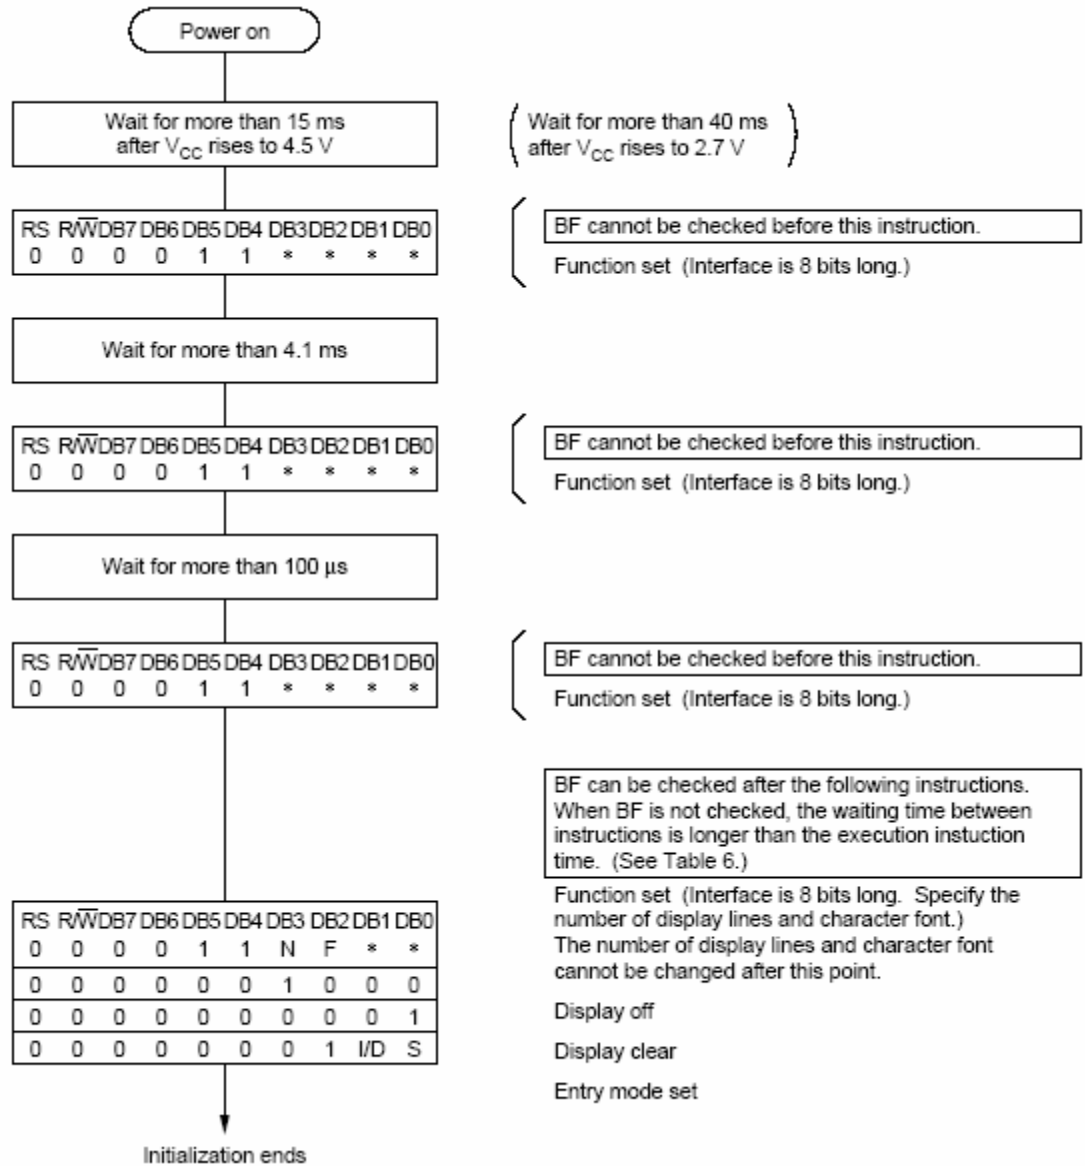 Power on
Wait for more than 15 ms
after VCC rises to 4.5 V
Wait for more than 40 ms
after VCC rises to 2.7 V
RS R/W̅ DB7 DB6 DB5 DB4 DB3 DB2 DB1 DB0
0 0 0 0 1 1 * * * *
BF cannot be checked before this instruction.
Function set (Interface is 8 bits long.)
Wait for more than 4.1 ms
RS R/W̅ DB7 DB6 DB5 DB4 DB3 DB2 DB1 DB0
0 0 0 0 1 1 * * * *
BF cannot be checked before this instruction.
Function set (Interface is 8 bits long.)
Wait for more than 100 µs
RS R/W̅ DB7 DB6 DB5 DB4 DB3 DB2 DB1 DB0
0 0 0 0 1 1 * * * *
BF cannot be checked before this instruction.
Function set (Interface is 8 bits long.)
BF can be checked after the following instructions.
When BF is not checked, the waiting time between
instructions is longer than the execution instuction
time. (See Table 6.)
RS R/W̅ DB7 DB6 DB5 DB4 DB3 DB2 DB1 DB0
0 0 0 0 1 1 N F * *
0 0 0 0 0 0 1 0 0 0
0 0 0 0 0 0 0 0 0 1
0 0 0 0 0 0 0 1 I/D S
Function set (Interface is 8 bits long. Specify the
number of display lines and character font.)
The number of display lines and character font
cannot be changed after this point.
Display off
Display clear
Entry mode set
Initialization ends